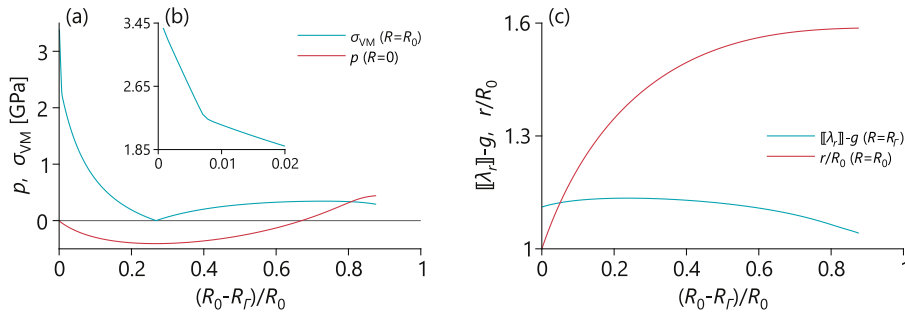 (a)
(b)
(c)
3.45
2.65
1.85
0
0.01
0.02
σVM (R=R0)
p (R=0)
p, σVM [GPa]
3
2
1
0
0
0.2
0.4
0.6
0.8
1
(R0-RΓ)/R0
⟦λr⟧-g, r/R0
1.6
1.3
1
⟦λr⟧-g (R=RΓ)
r/R0 (R=R0)
0
0.2
0.4
0.6
0.8
1
(R0-RΓ)/R0